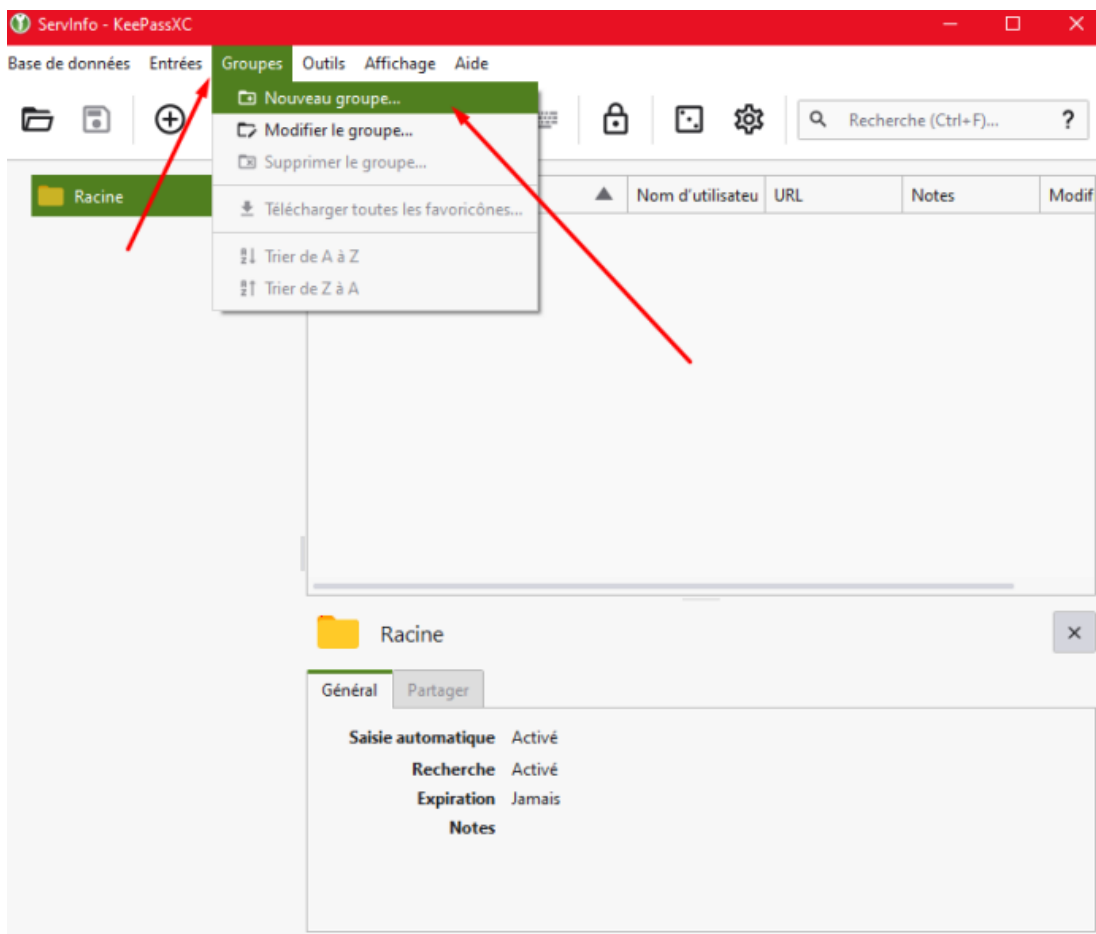 ServInfo - KeePassXC
Base de données Entrées Groupes Outils Affichage Aide
Nouveau groupe...
Modifier le groupe...
Supprimer le groupe...
Télécharger toutes les favoricônes...
Trier de A à Z
Trier de Z à A
Recherche (Ctrl+F)... ?
Racine
Nom d'utilisateu URL Notes Modif
Racine
Général Partager
Saisie automatique Activé
Recherche Activé
Expiration Jamais
Notes